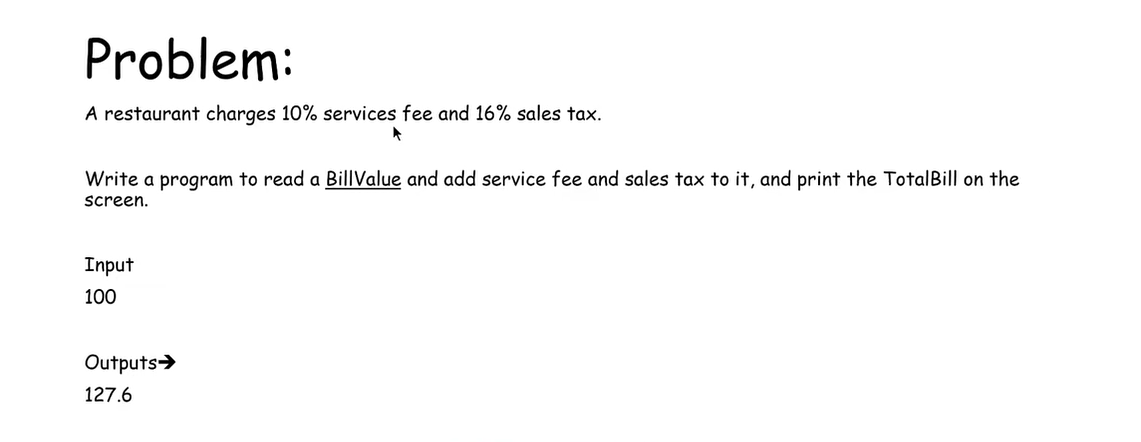 Problem:
A restaurant charges 10% services fee and 16% sales tax.
Write a program to read a BillValue and add service fee and sales tax to it, and print the TotalBill on the
screen.
Input
100
Outputs➔
127.6